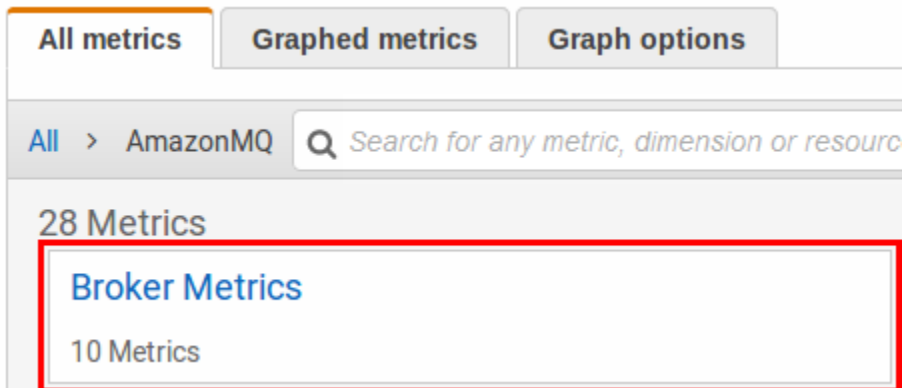 All metrics Graphed metrics Graph options
All > AmazonMQ Search for any metric, dimension or resourc
28 Metrics
Broker Metrics
10 Metrics